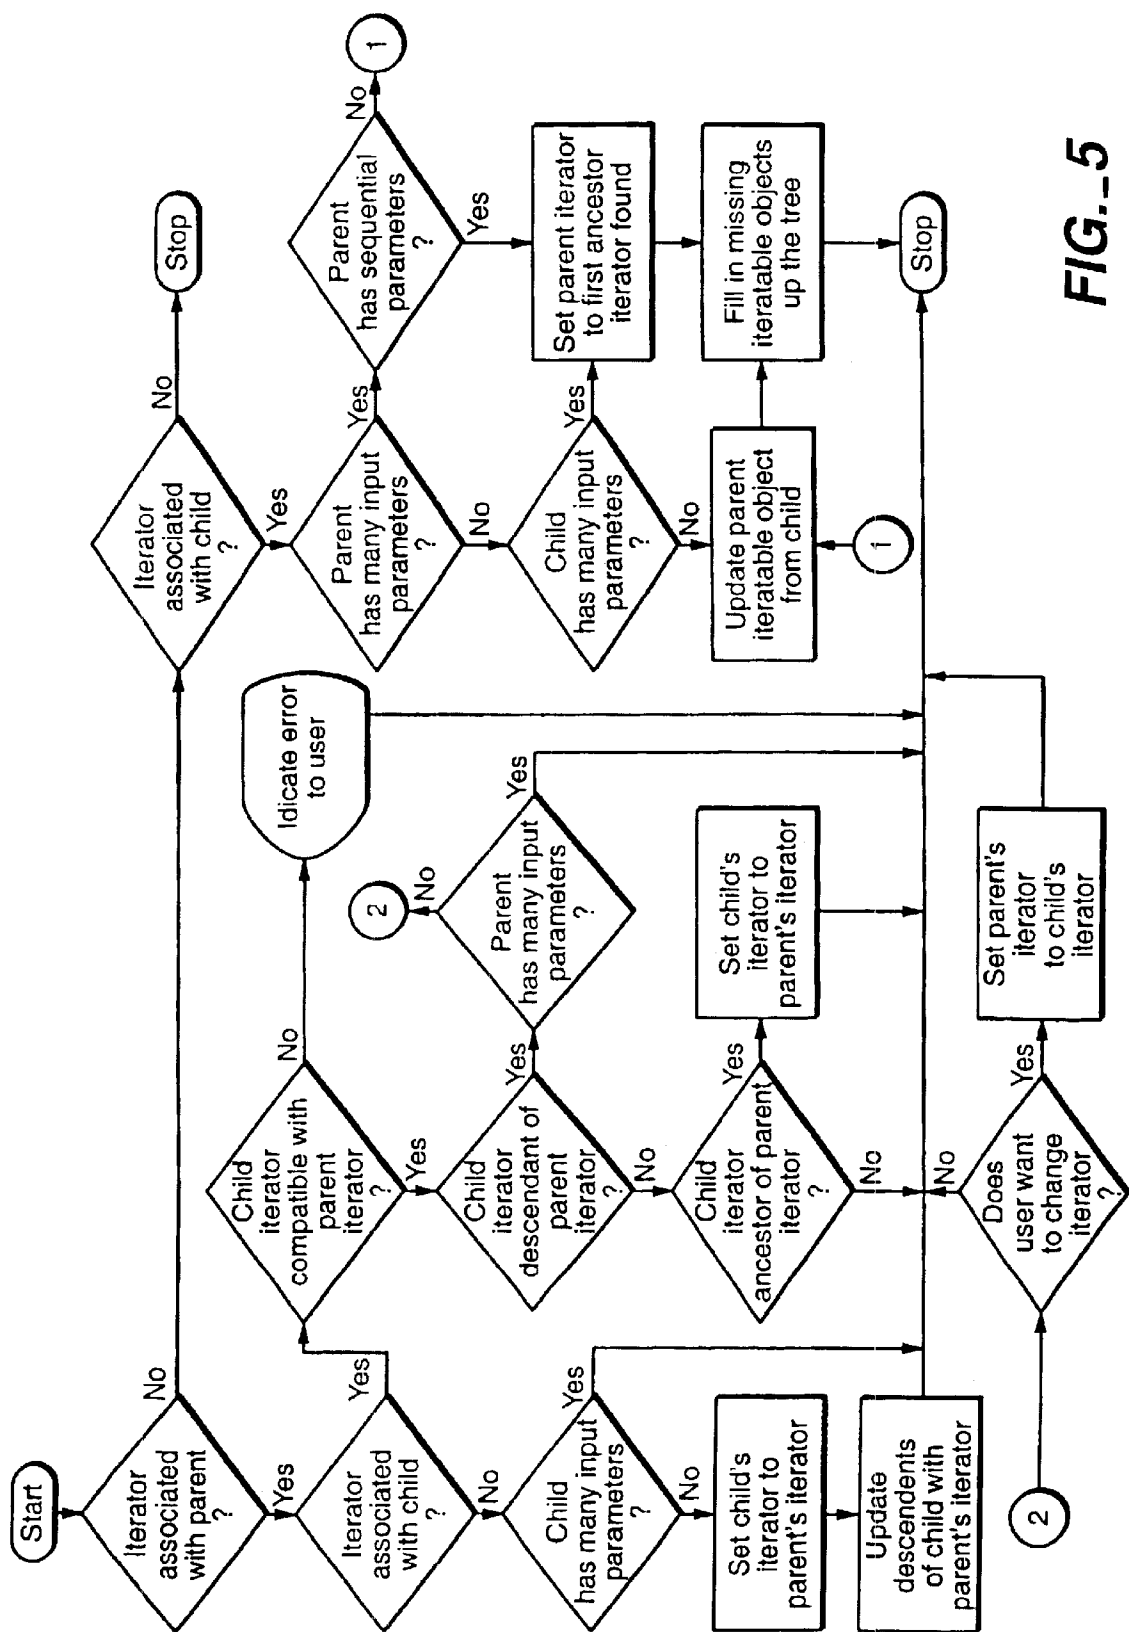 Start
Iterator
associated
with parent
?
No
Yes
Iterator
associated
with child
?
Yes
No
Child
has many input
parameters
?
Yes
No
Set child's
iterator to
parent's iterator
Update
descendents
of child with
parent's iterator
Child
iterator
compatible with
parent
iterator
?
No
Yes
Idicate error
to user
Child
iterator
descendant of
parent
iterator
?
Yes
No
Parent
has many input
parameters
?
No
Yes
2
Child
iterator
ancestor of parent
iterator
?
Yes
No
Set child's
iterator to
parent's iterator
2
Does
user want
to change
iterator
?
No
Yes
Set parent's
iterator
to child's
iterator
Iterator
associated
with child
?
No
Yes
Stop
Parent
has many input
parameters
?
Yes
No
Parent
has sequential
parameters
?
No
Yes
1
Child
has many input
parameters
?
Yes
No
Set parent iterator
to first ancestor
iterator found
Update parent
iteratable object
from child
1
Fill in missing
iteratable objects
up the tree
Stop
FIG._5